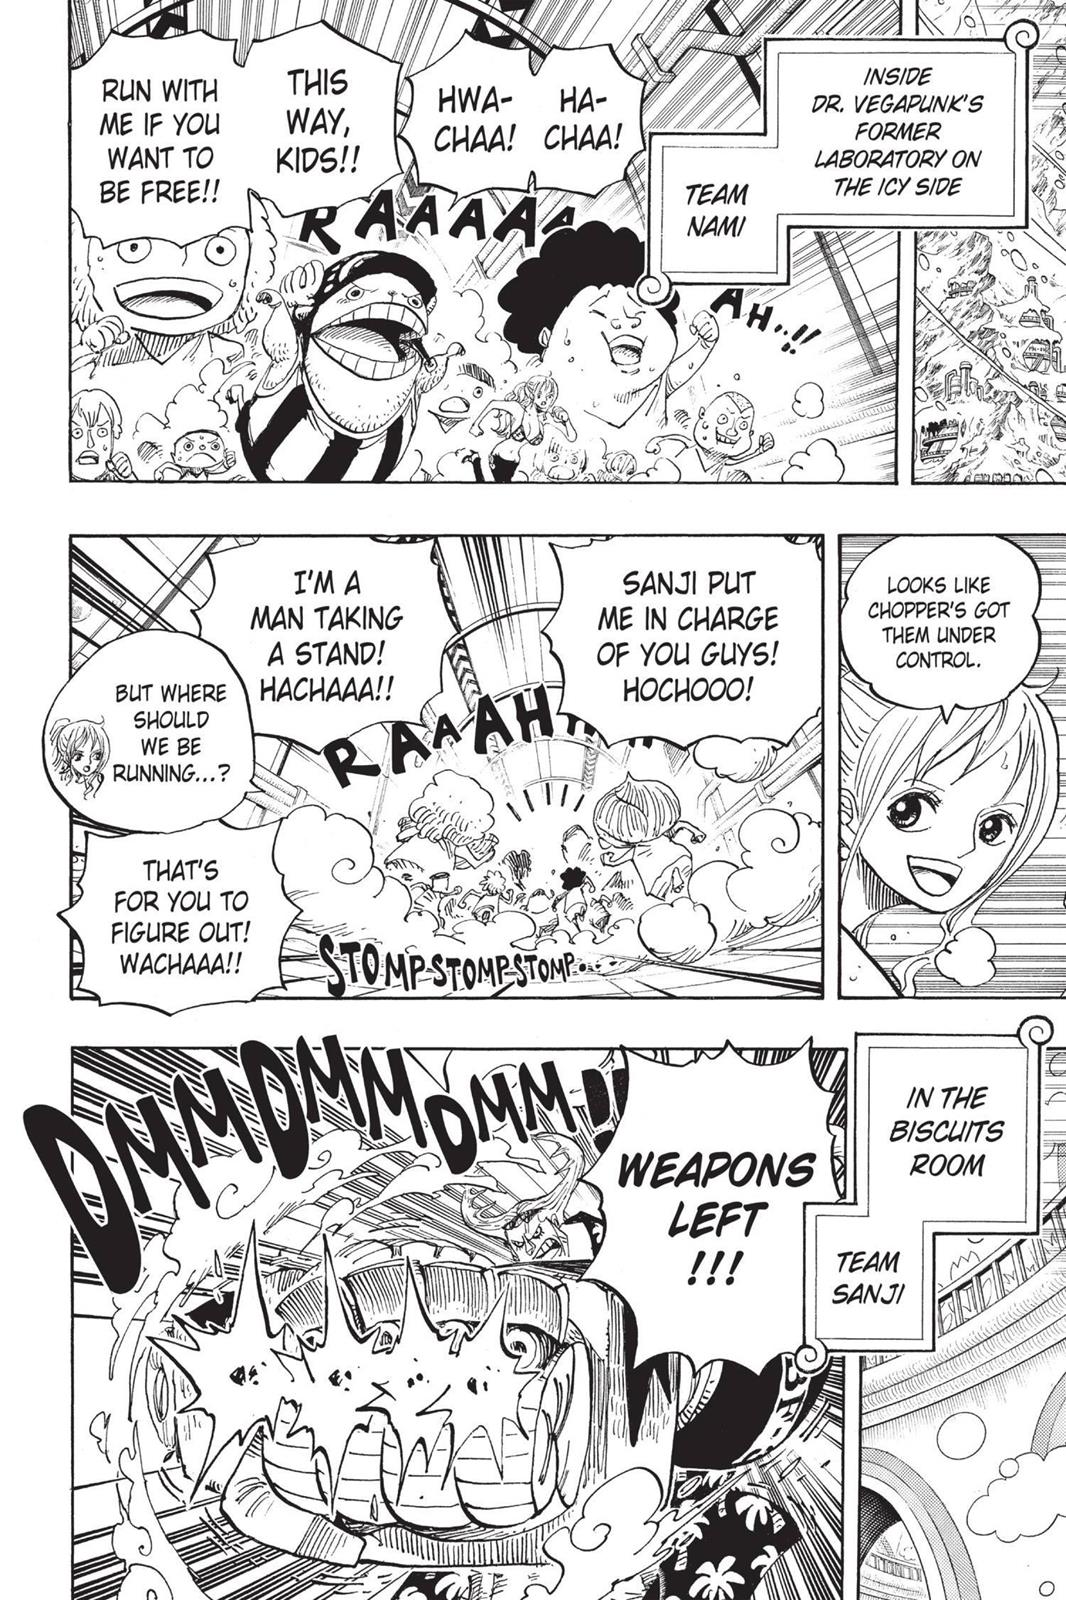 INSIDE
DR. VEGAPUNK'S
FORMER
LABORATORY ON
THE ICY SIDE
TEAM
NAMI
HA-
CHAA!
HWA-
CHAA!
THIS
WAY,
KIDS!!
RUN WITH
ME IF YOU
WANT TO
BE FREE!!
RAAAAAA
AH..!!
LOOKS LIKE
CHOPPER'S GOT
THEM UNDER
CONTROL.
SANJI PUT
ME IN CHARGE
OF YOU GUYS!
HOCHOOO!
I'M A
MAN TAKING
A STAND!
HACHAAA!!
BUT WHERE
SHOULD
WE BE
RUNNING...?
THAT'S
FOR YOU TO
FIGURE OUT!
WACHAAA!!
RAAAAH
STOMP STOMP STOMP...
IN THE
BISCUITS
ROOM
TEAM
SANJI
WEAPONS
LEFT
!!!
DMMDMMDMM..!!